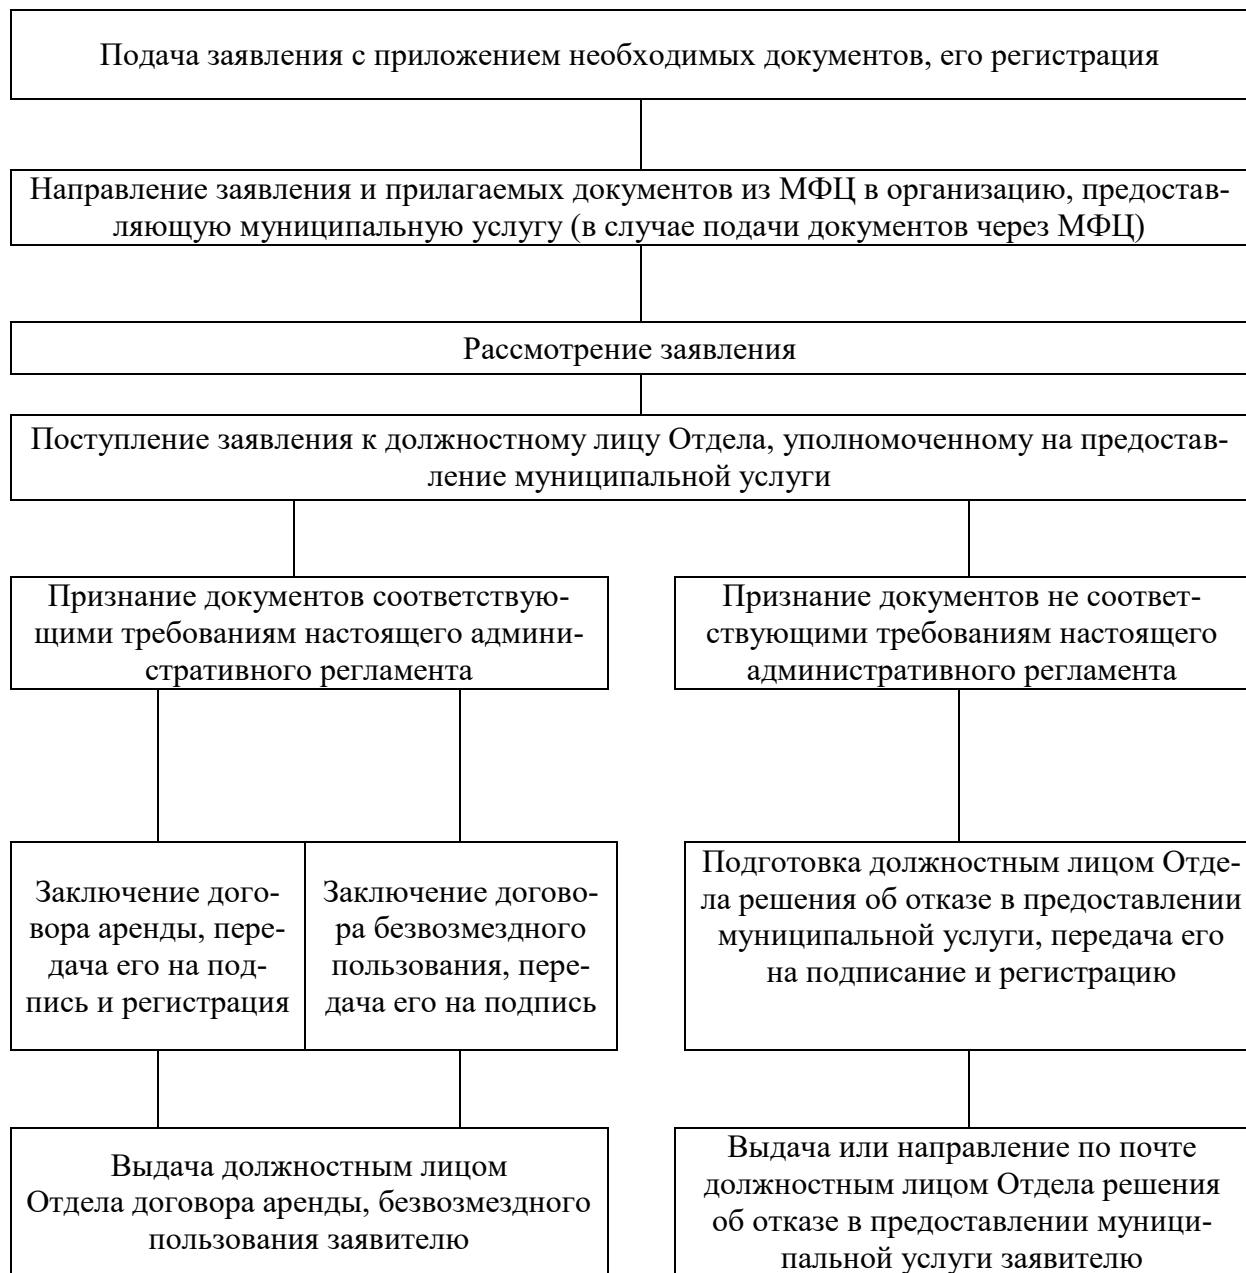 Подача заявления с приложением необходимых документов, его регистрация
Направление заявления и прилагаемых документов из МФЦ в организацию, предостав-
ляющую муниципальную услугу (в случае подачи документов через МФЦ)
Рассмотрение заявления
Поступление заявления к должностному лицу Отдела, уполномоченному на предостав-
ление муниципальной услуги
Признание документов соответствую-
щими требованиям настоящего админи-
стративного регламента
Признание документов не соответ-
ствующими требованиям настоящего
административного регламента
Заключение дого-
вора аренды, пере-
дача его на под-
пись и регистрация
Заключение догово-
ра безвозмездного
пользования, пере-
дача его на подпись
Подготовка должностным лицом Отде-
ла решения об отказе в предоставлении
муниципальной услуги, передача его
на подписание и регистрацию
Выдача должностным лицом
Отдела договора аренды, безвозмездного
пользования заявителю
Выдача или направление по почте
должностным лицом Отдела решения
об отказе в предоставлении муници-
пальной услуги заявителю